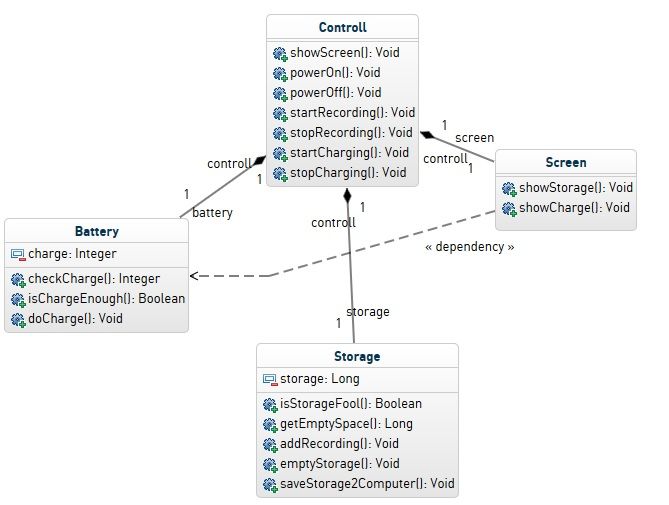 Controll
showScreen(): Void
powerOn(): Void
powerOff(): Void
startRecording(): Void
stopRecording(): Void
startCharging(): Void
stopCharging(): Void
1
screen
controll
1
controll
1
1
battery
1
controll
Screen
showStorage(): Void
showCharge(): Void
Battery
charge: Integer
checkCharge(): Integer
isChargeEnough(): Boolean
doCharge(): Void
« dependency »
storage
1
Storage
storage: Long
isStorageFool(): Boolean
getEmptySpace(): Long
addRecording(): Void
emptyStorage(): Void
saveStorage2Computer(): Void